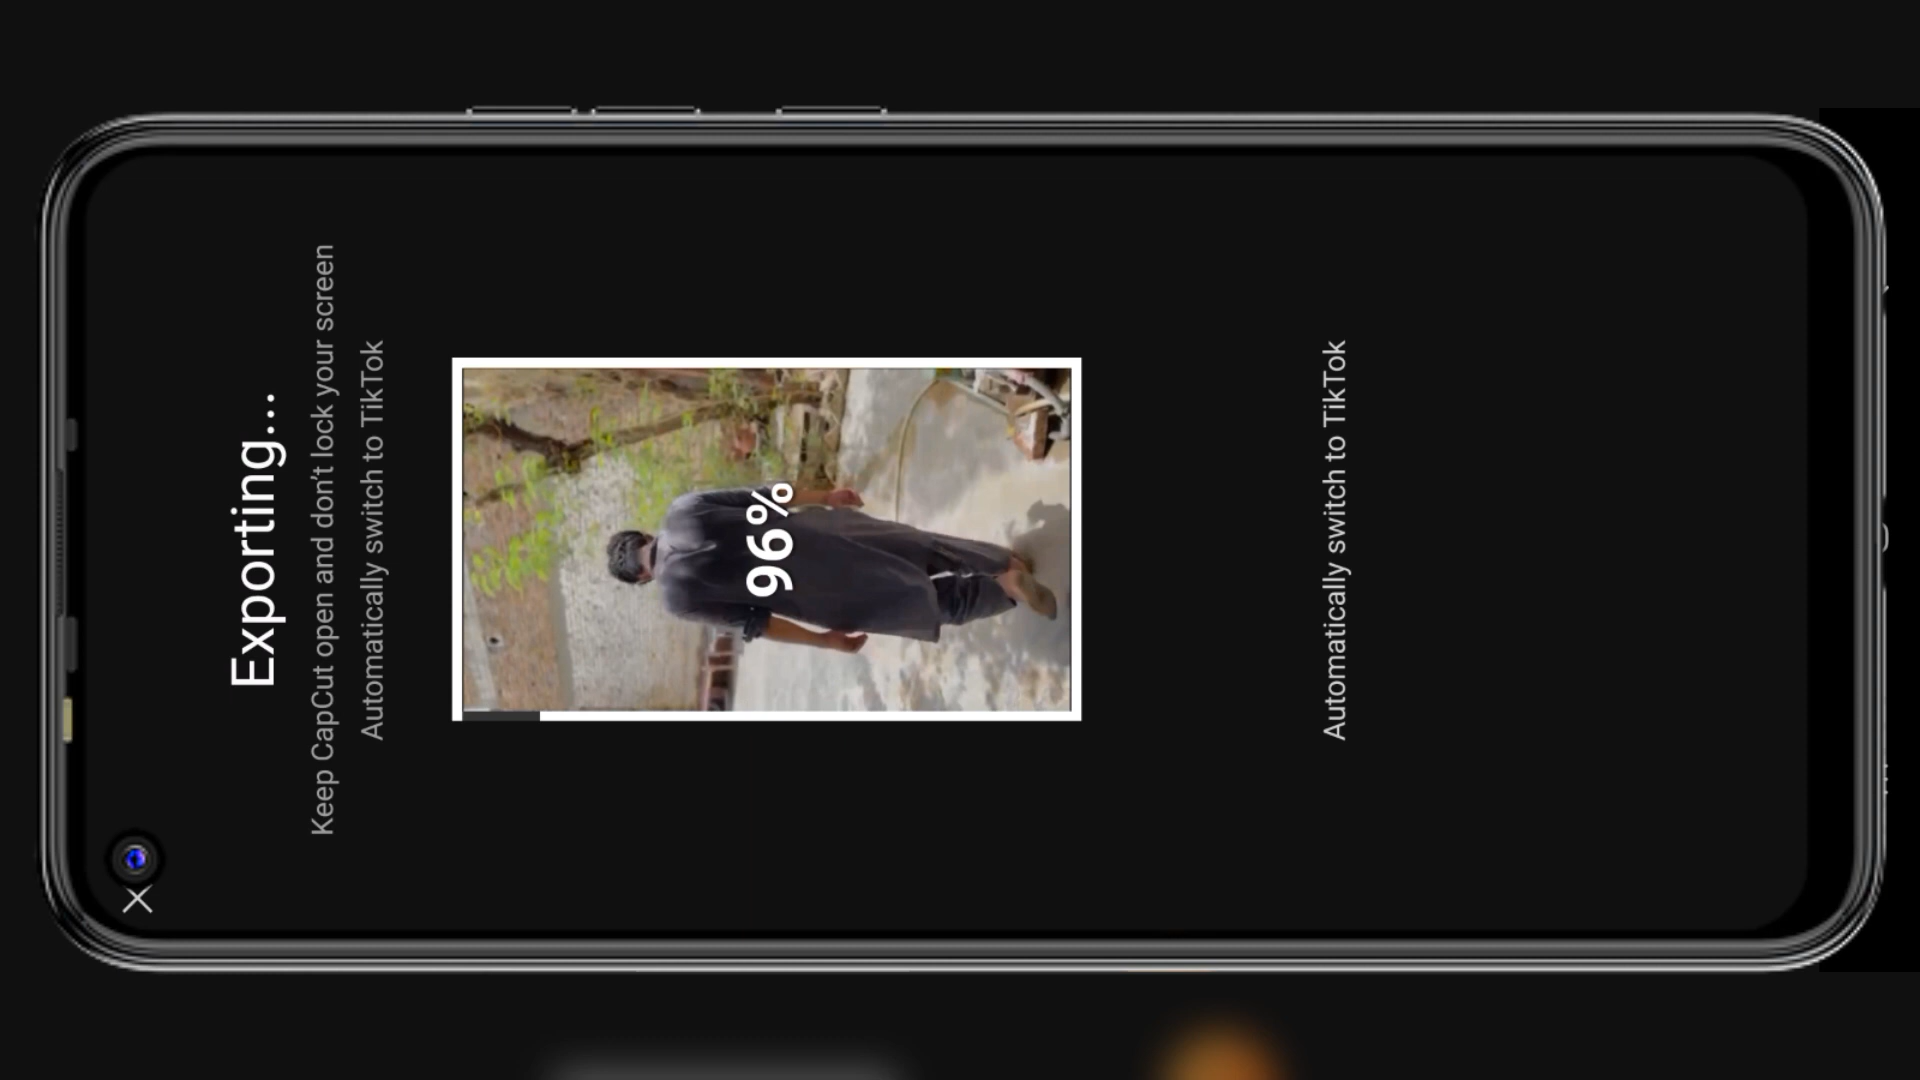 Exporting...
Keep CapCut open and don't lock your screen
Automatically switch to TikTok
96%
Automatically switch to TikTok